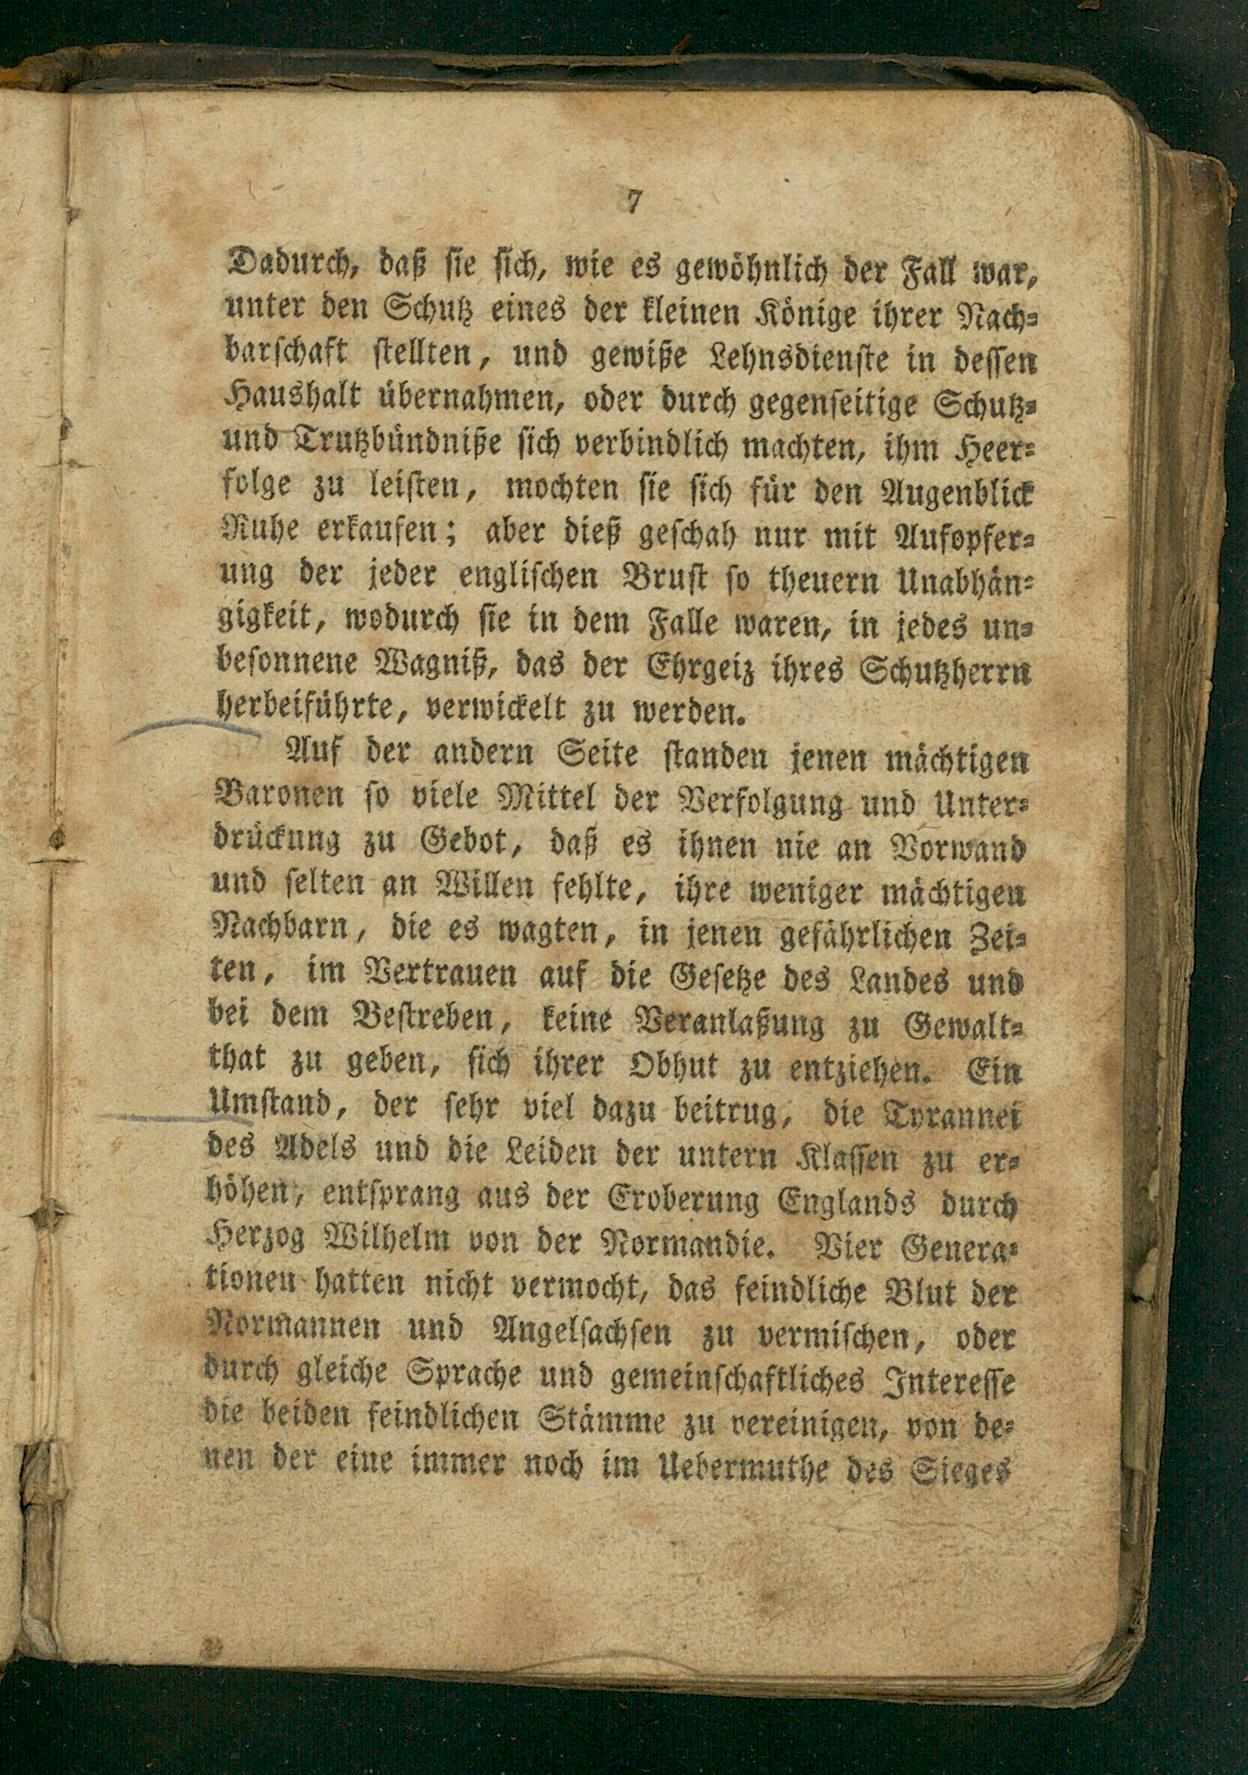 7
Dadurch, daß sie sich, wie es gewöhnlich der Fall war,
unter den Schutz eines der kleinen Könige ihrer Nach-
barschaft stellten, und gewiße Lehnsdienste in dessen
Haushalt übernahmen, oder durch gegenseitige Schutz-
und Trutzbündniße sich verbindlich machten, ihm Heer-
folge zu leisten, mochten sie sich für den Augenblick
Ruhe erkaufen; aber dieß geschah nur mit Aufopfer-
ung der jeder englischen Brust so theuern Unabhän-
gigkeit, wodurch sie in dem Falle waren, in jedes un-
besonnene Wagniß, das der Ehrgeiz ihres Schutzherrn
herbeiführte, verwickelt zu werden.
Auf der andern Seite standen jenen mächtigen
Baronen so viele Mittel der Verfolgung und Unter-
drückung zu Gebot, daß es ihnen nie an Vorwand
und selten an Willen fehlte, ihre weniger mächtigen
Nachbarn, die es wagten, in jenen gefährlichen Zei-
ten, im Vertrauen auf die Gesetze des Landes und
bei dem Bestreben, keine Veranlaßung zu Gewalt-
that zu geben, sich ihrer Obhut zu entziehen. Ein
Umstand, der sehr viel dazu beitrug, die Tyrannei
des Adels und die Leiden der untern Klassen zu er-
höhen, entsprang aus der Eroberung Englands durch
Herzog Wilhelm von der Normandie. Vier Genera-
tionen hatten nicht vermocht, das feindliche Blut der
Normannen und Angelsachsen zu vermischen, oder
durch gleiche Sprache und gemeinschaftliches Interesse
die beiden feindlichen Stämme zu vereinigen, von de-
nen der eine immer noch im Uebermuthe des Sieges